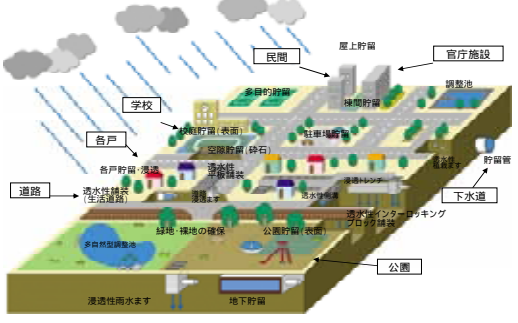 屋上貯留
民間
官庁施設
多目的貯留
棟間貯留
調整池
学校
校庭貯留(表面)
駐車場貯留
各戸
空隙貯留(砕石)
貯留管
各戸貯留・浸透
透水性
平板舗装
浸透トレンチ
下水道
道路
透水性舗装
(生活道路)
道路
浸透ます
透水性側溝
透水性インターロッキング
ブロック舗装
緑地・裸地の確保
公園貯留(表面)
多自然型調整池
公園
浸透性雨水ます
地下貯留